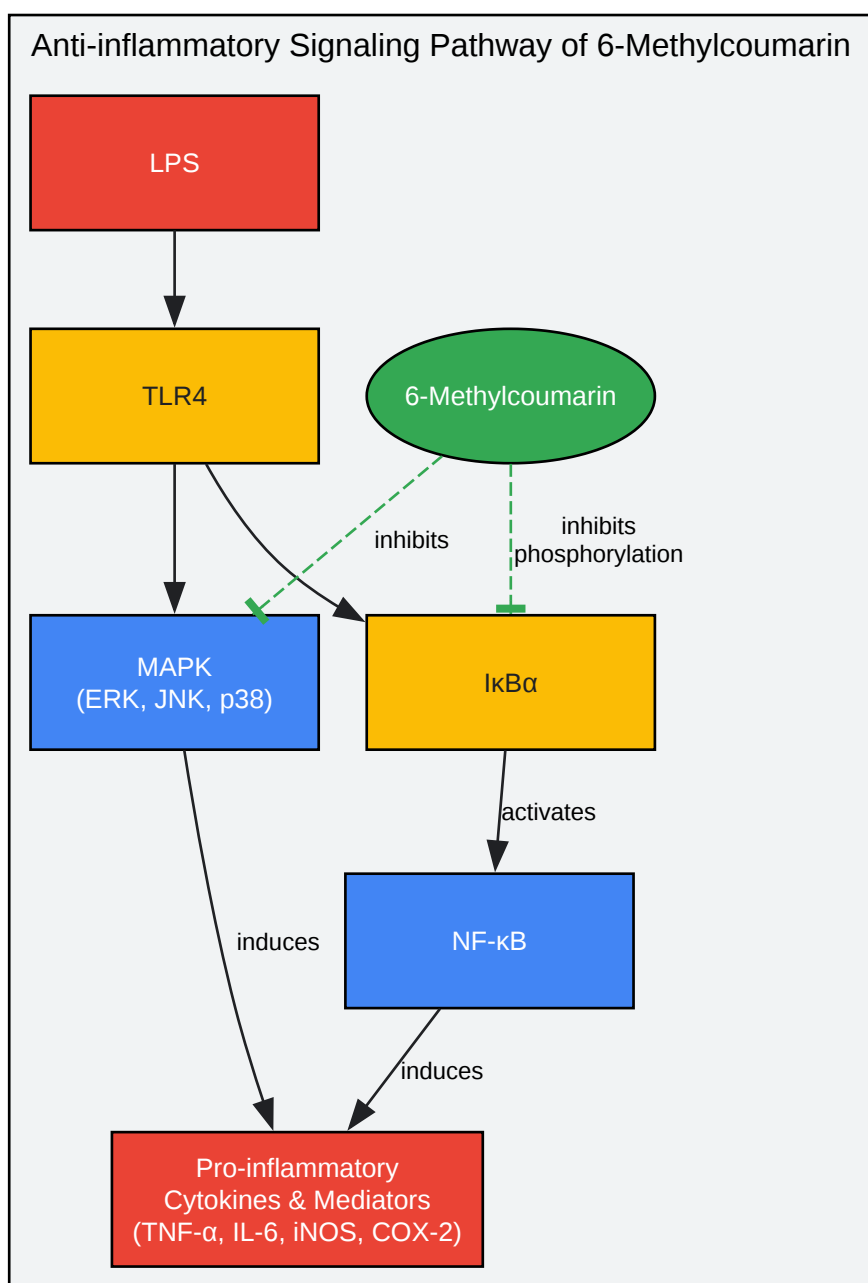 Anti-inflammatory Signaling Pathway of 6-Methylcoumarin
LPS
TLR4
6-Methylcoumarin
inhibits
inhibits
phosphorylation
MAPK
(ERK, JNK, p38)
IκBα
activates
NF-κB
induces
induces
Pro-inflammatory
Cytokines & Mediators
(TNF-α, IL-6, iNOS, COX-2)